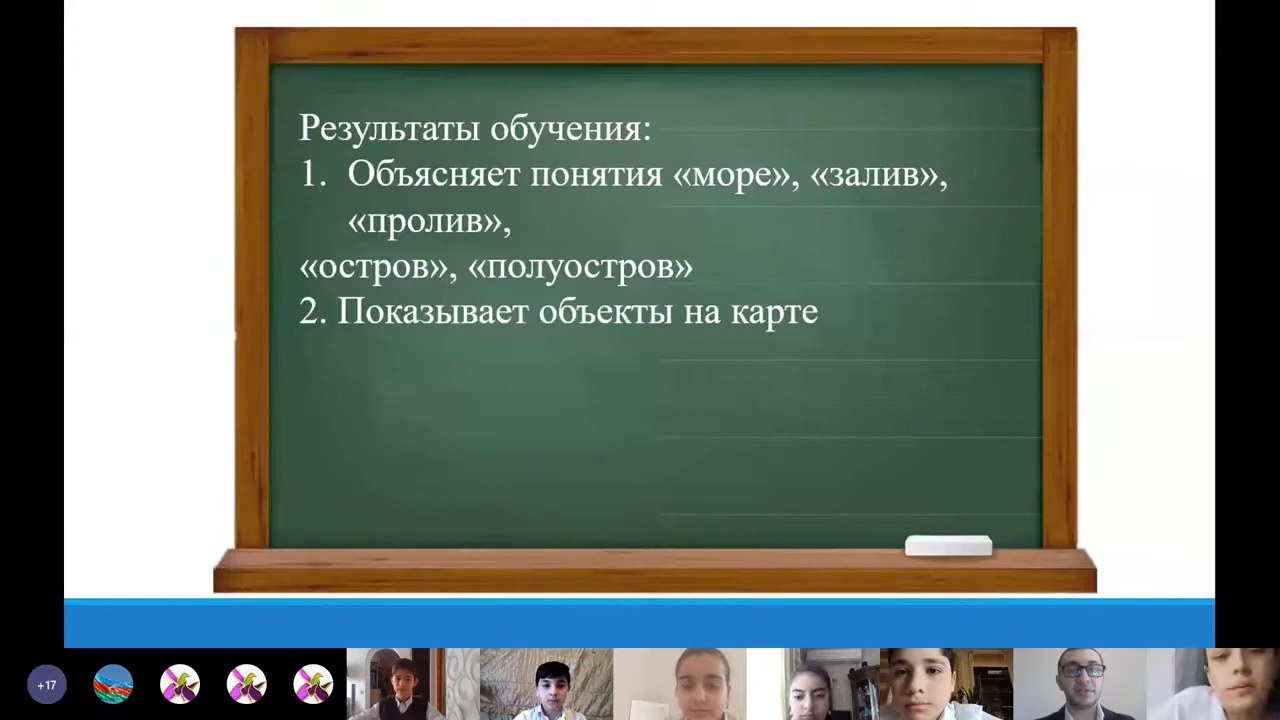 Результаты обучения:
1. Объясняет понятия «море», «залив»,
«пролив»,
«остров», «полуостров»
2. Показывает объекты на карте
+17